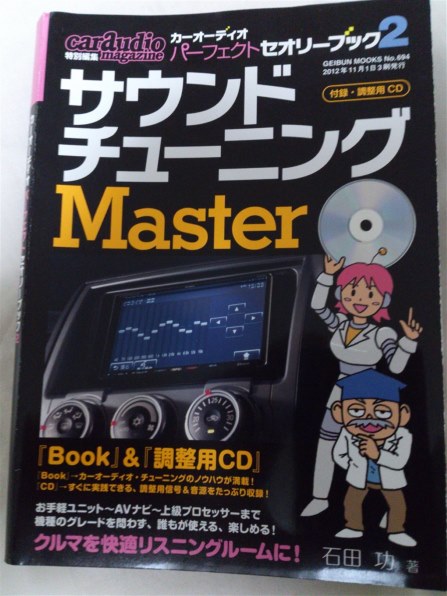 car audio magazine
特別編集
カーオーディオ
パーフェクトセオリーブック2
GEIBUN MOOKS No.694
2012年11月1日3刷発行
サウンド
付録・調整用CD
チューニング
Master
『Book』&『調整用CD』
『Book』→カーオーディオ・チューニングのノウハウが満載!
『CD』→すぐに実践できる、調整用信号&音源をたっぷり収録!
お手軽ユニット〜AVナビ〜上級プロセッサーまで
機種のグレードを問わず、誰もが使える、楽しめる!
クルマを快適リスニングルームに!
石田 功 著